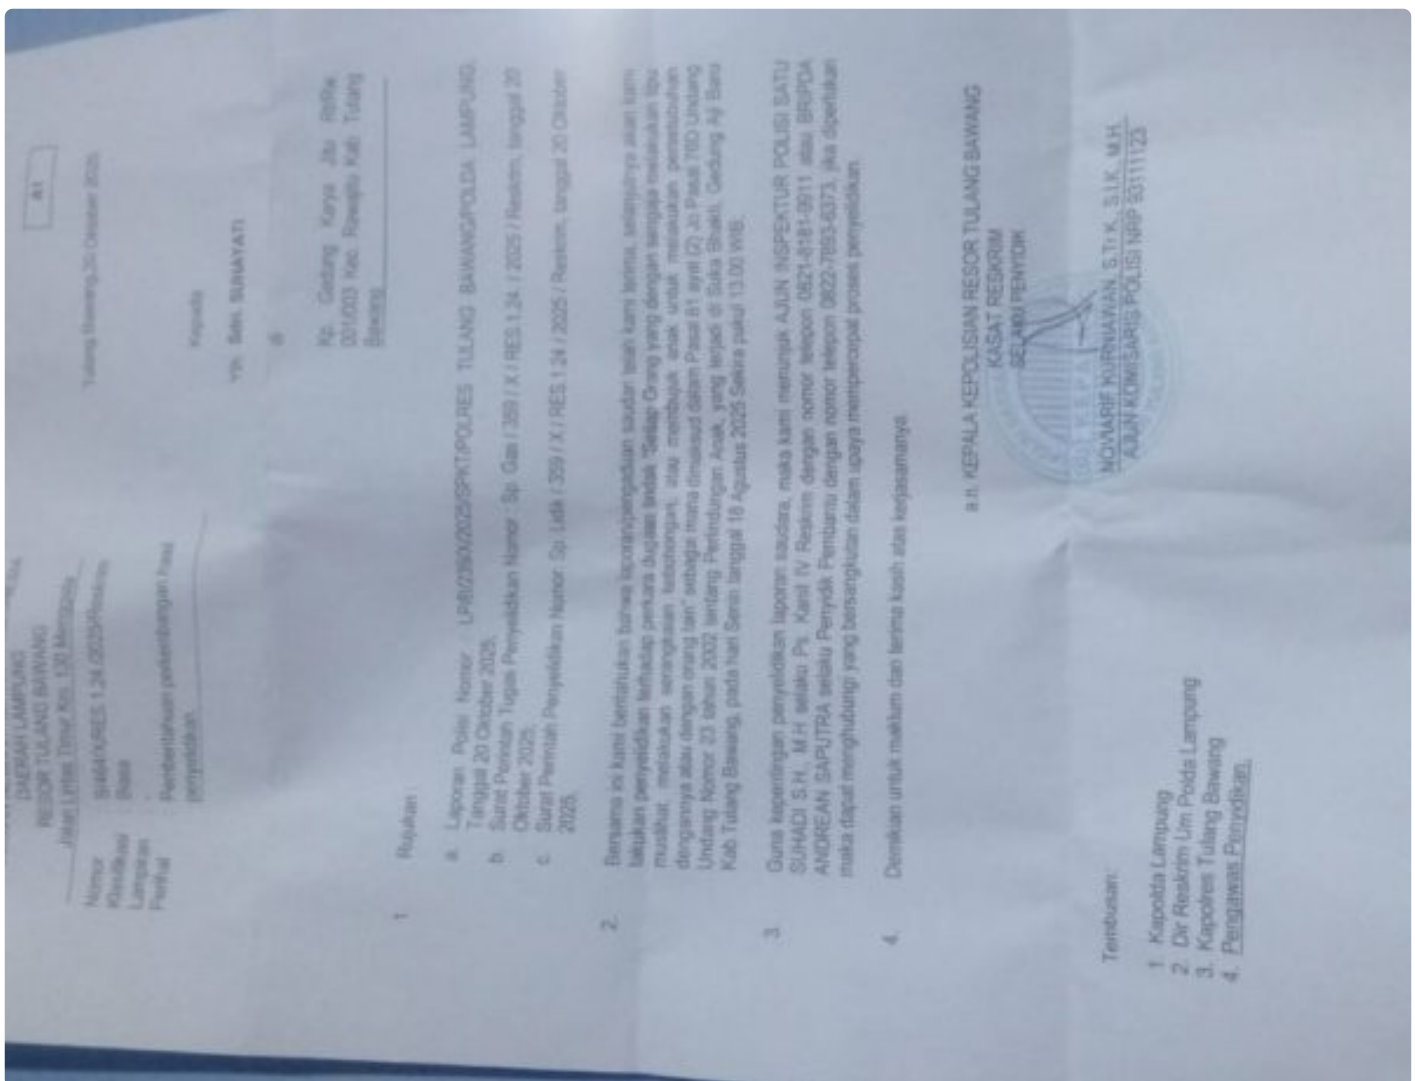 DAERAH LAMPUNG
RESOR TULANG BAWANG
Jalan Lintas Timur Km. 130 Menggala
A1
Tulang Bawang, 20 Oktober 2025
Nomor :
Klasifikasi : Biasa
Lampiran : -
Perihal : Pemberitahuan perkembangan hasil
penyelidikan.
Kepada
Yth. Sdri. SUHAYATI
di
Kp. Gedung Karya Jitu Rt/Rw.
001/003 Kec. Rawajitu Kab. Tulang
Bawang
1. Rujukan :
a. Laporan Polisi Nomor : TULANG BAWANG/POLDA LAMPUNG,
Tanggal 20 Oktober 2025;
b. Surat Perintah Tugas Penyelidikan Nomor : Sp. Gas / 359 / X / RES.1.24. / 2025 / Reskrim, tanggal 20
Oktober 2025;
c. Surat Perintah Penyelidikan Nomor : Sp. Lidik / 359 / X / RES.1.24 / 2025 / Reskrim, tanggal 20 Oktober
2025.
2. Bersama ini kami beritahukan bahwa laporan/pengaduan saudari telah kami terima, selanjutnya akan kami
lakukan penyelidikan terhadap perkara dugaan tindak "Setiap Orang yang dengan sengaja melakukan tipu
muslihat, melakukan serangkaian kebohongan, atau membujuk anak untuk melakukan persetubuhan
dengannya atau dengan orang lain" sebagai mana dimaksud dalam Pasal 81 ayat (2) Jo Pasal 76D Undang
Undang Nomor 23 tahun 2002 tentang Perlindungan Anak, yang terjadi di Suka Bhakti, Gedung Aji Baru
Kab.Tulang Bawang, pada hari Senin tanggal 18 Agustus 2025 Sekira pukul 13.00 WIB.
3. Guna kepentingan penyelidikan laporan saudara, maka kami menunjuk AJUN INSPEKTUR POLISI SATU
SUHADI S.H., M.H selaku Ps. Kanit IV Reskrim dengan nomor telepon 0821-8181-0911 atau BRIPDA
ANDREAN SAPUTRA selaku Penyidik Pembantu dengan nomor telepon 0822-7893-6373, jika diperlukan
maka dapat menghubungi yang bersangkutan dalam upaya mempercepat proses penyelidikan.
4. Demikian untuk maklum dan terima kasih atas kerjasamanya.
a.n. KEPALA KEPOLISIAN RESOR TULANG BAWANG
KASAT RESKRIM
SELAKU PENYIDIK
NOVIARIF KURNIAWAN, S.Tr.K., S.I.K., M.H.
AJUN KOMISARIS POLISI NRP 93111123
Tembusan:
1. Kapolda Lampung
2. Dir Reskrim Um Polda Lampung
3. Kapolres Tulang Bawang
4. Pengawas Penyidikan.